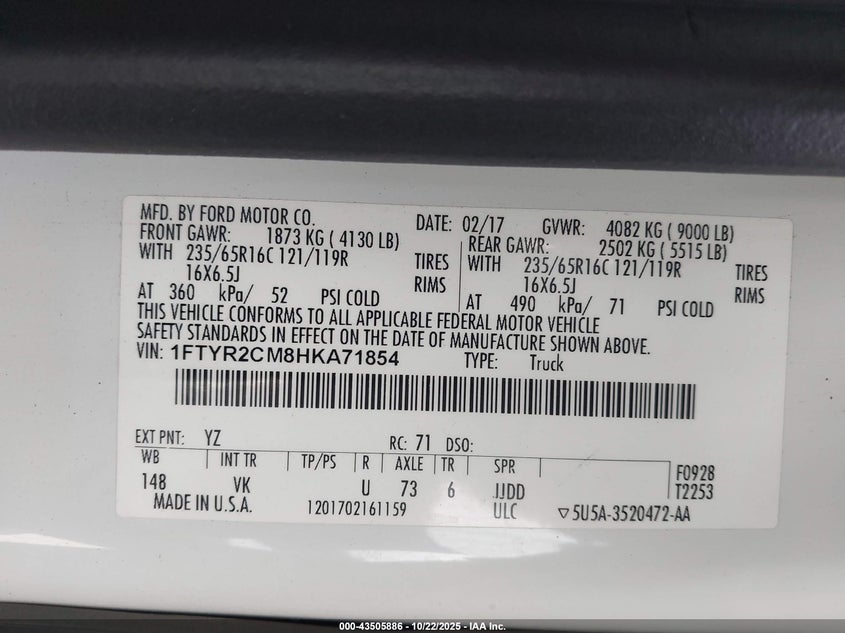 MFD. BY FORD MOTOR CO. DATE: 02/17 GVWR: 4082 KG ( 9000 LB)
FRONT GAWR: 1873 KG ( 4130 LB) REAR GAWR: 2502 KG ( 5515 LB)
WITH 235/65R16C 121/119R TIRES WITH 235/65R16C 121/119R TIRES
16X6.5J RIMS 16X6.5J RIMS
AT 360 kPa/ 52 PSI COLD AT 490 kPa/ 71 PSI COLD
THIS VEHICLE CONFORMS TO ALL APPLICABLE FEDERAL MOTOR VEHICLE
SAFETY STANDARDS IN EFFECT ON THE DATE OF MANUFACTURE SHOWN ABOVE.
VIN: 1FTYR2CM8HKA71854 TYPE: Truck
EXT PNT: YZ RC: 71 DSO:
WB INT TR TP/PS R AXLE TR SPR F0928
148 VK U 73 6 JJDD T2253
MADE IN U.S.A. 1201702161159 ULC ▽5U5A-3520472-AA
000-43505886 - 10/22/2025 - IAA Inc.